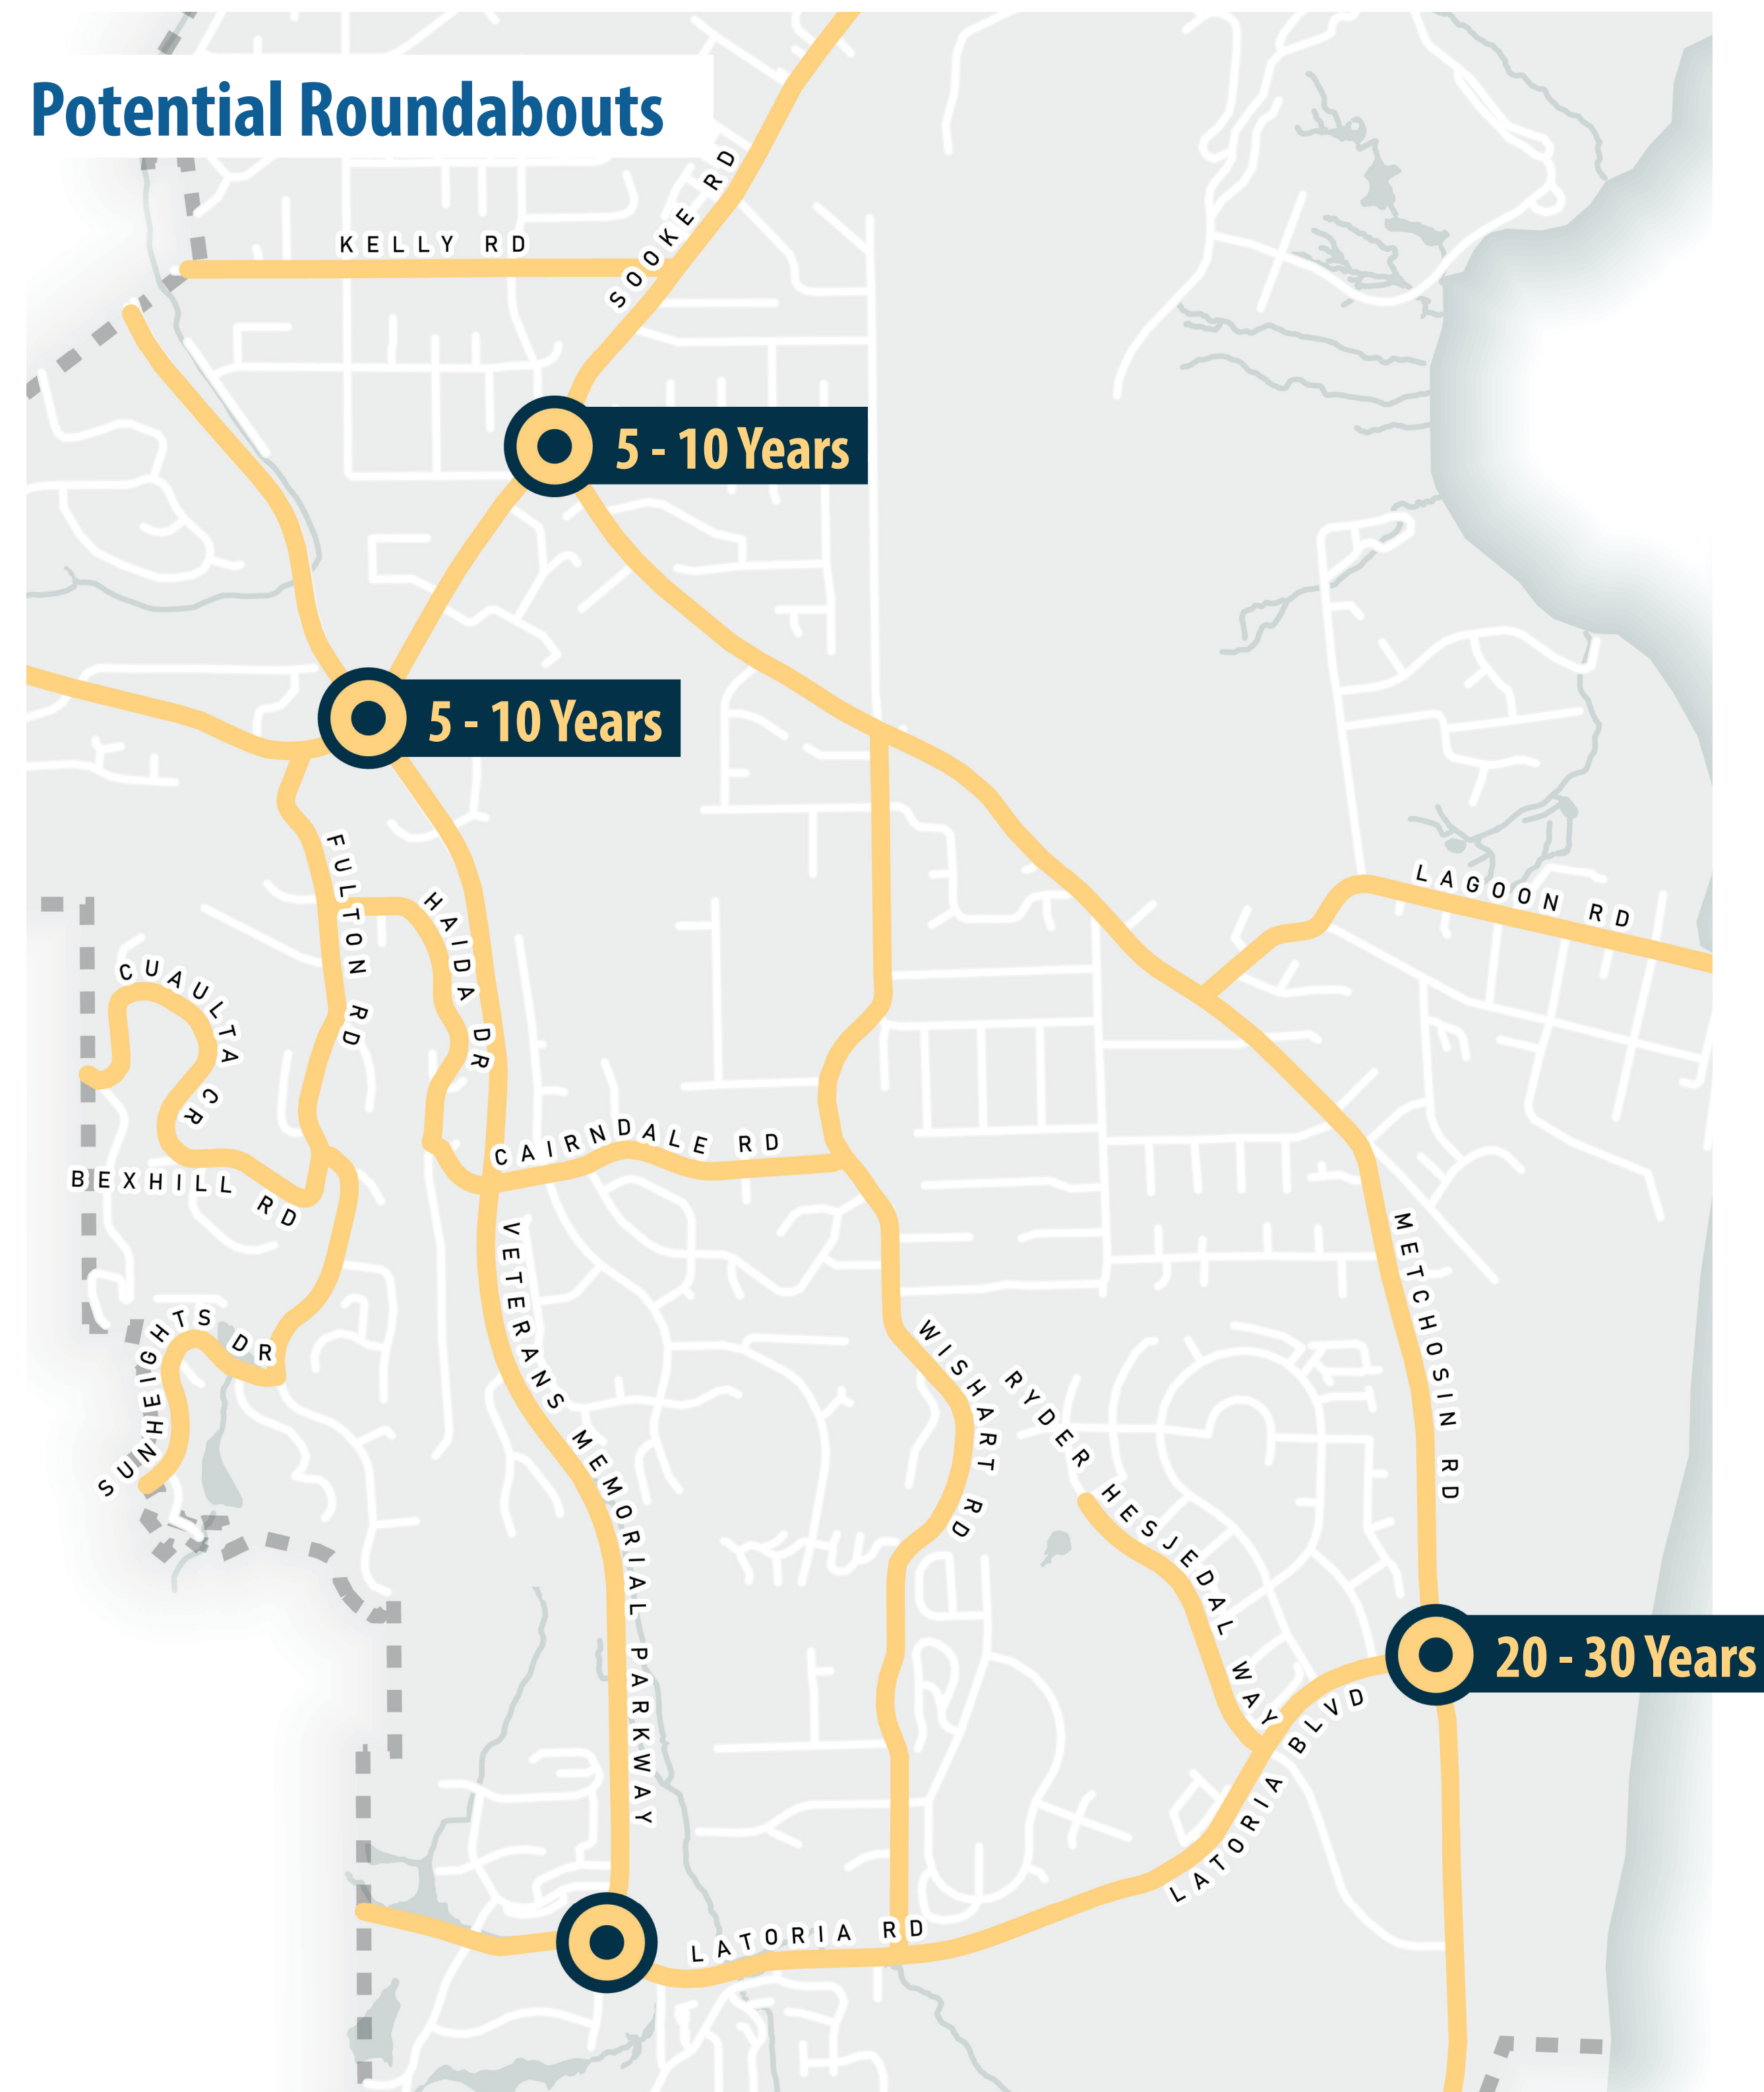 Potential Roundabouts
SOOKE RD
KELLY RD
5 - 10 Years
5 - 10 Years
FULTON RD
LAGOON RD
HAIDA DR
CUAULTA CR
CAIRNDALE RD
BEXHILL RD
METCHOSIN RD
VETERANS MEMORIAL PARKWAY
SUNHEIGHTS DR
WISHART RD
RYDER HESJEDAL WAY
20 - 30 Years
LATORIA BLVD
LATORIA RD